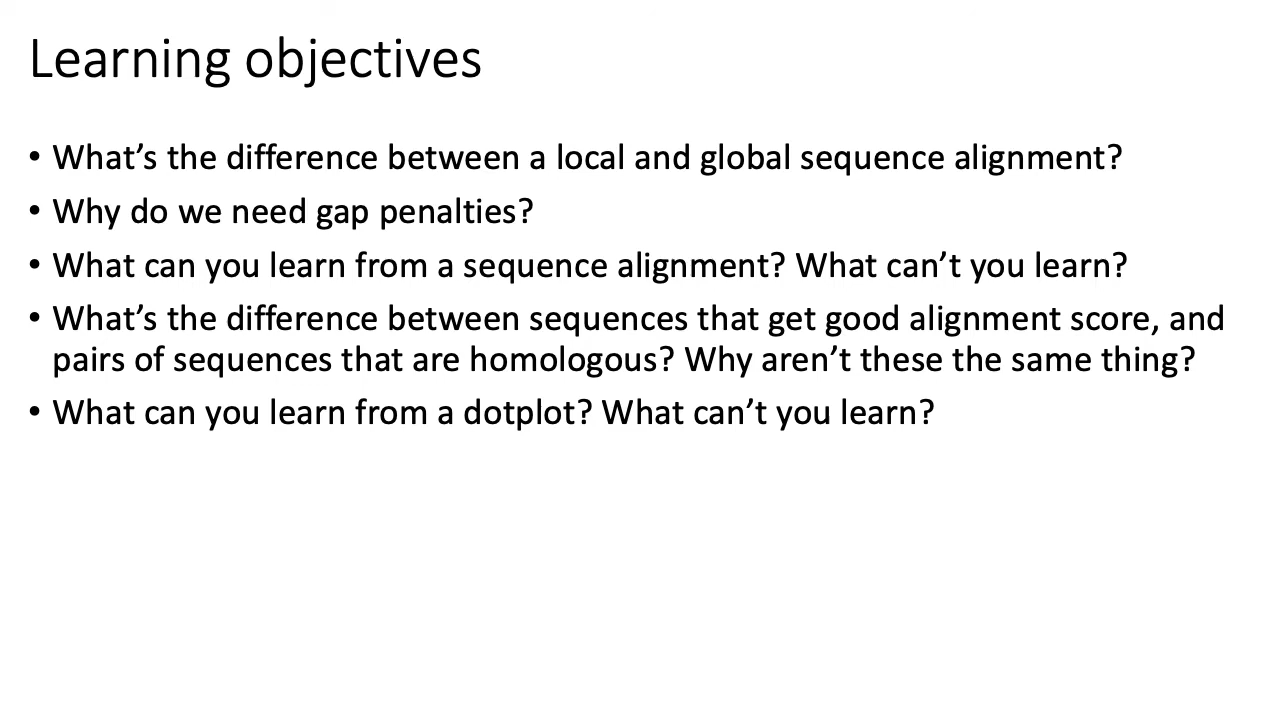 Learning objectives
• What’s the difference between a local and global sequence alignment?
• Why do we need gap penalties?
• What can you learn from a sequence alignment? What can’t you learn?
• What’s the difference between sequences that get good alignment score, and
pairs of sequences that are homologous? Why aren’t these the same thing?
• What can you learn from a dotplot? What can’t you learn?